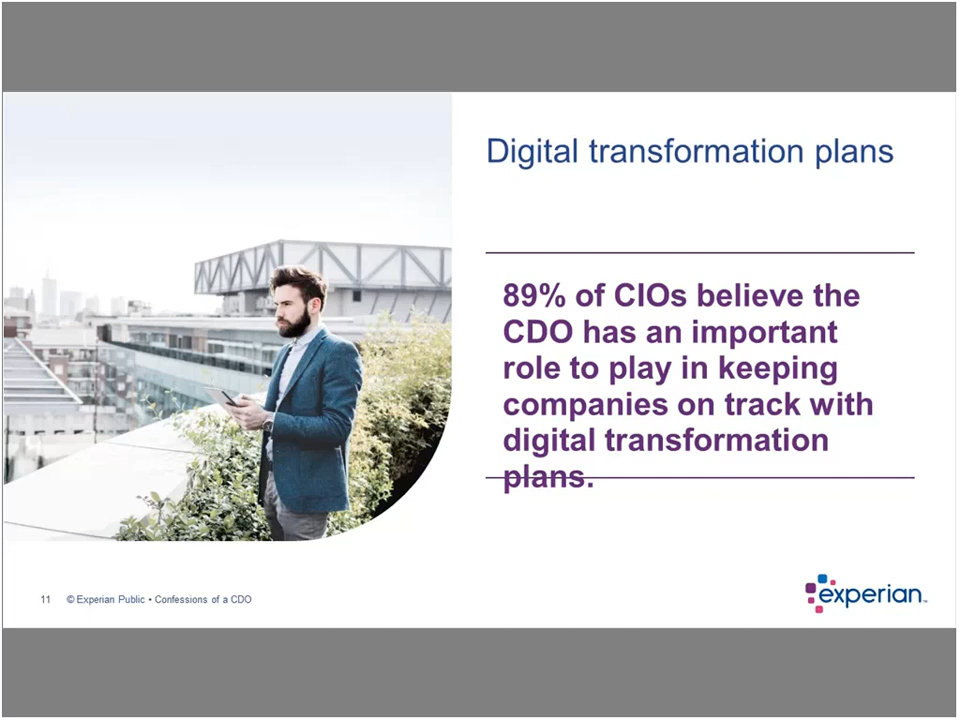 Digital transformation plans
89% of CIOs believe the
CDO has an important
role to play in keeping
companies on track with
digital transformation
plans.
11 © Experian Public • Confessions of a CDO
experian™